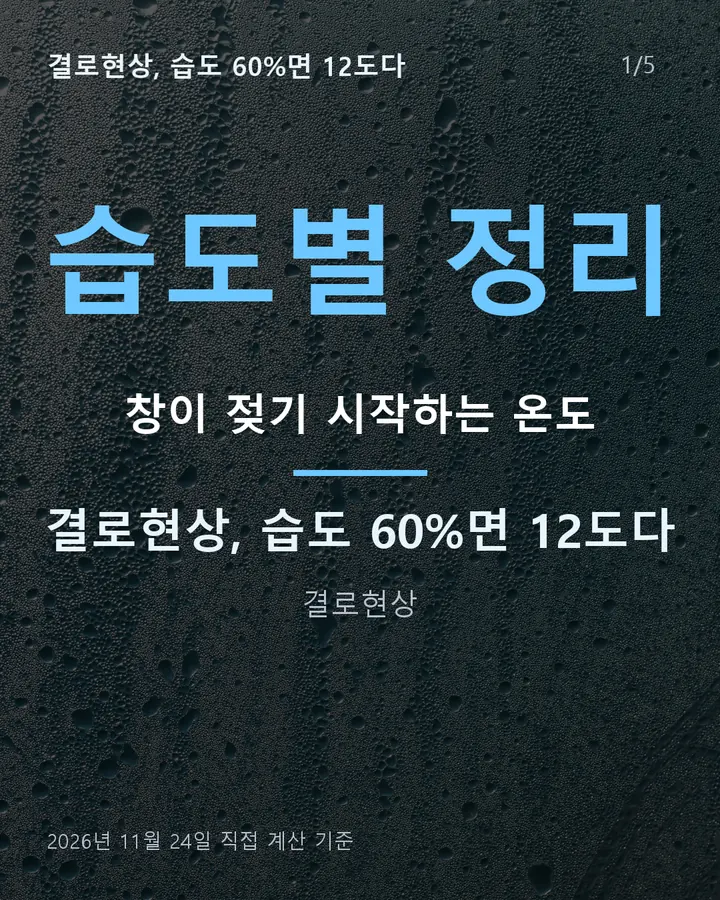 결로현상, 습도 60%면 12도다
1/5
습도별 정리
창이 젖기 시작하는 온도
결로현상, 습도 60%면 12도다
결로현상
2026년 11월 24일 직접 계산 기준